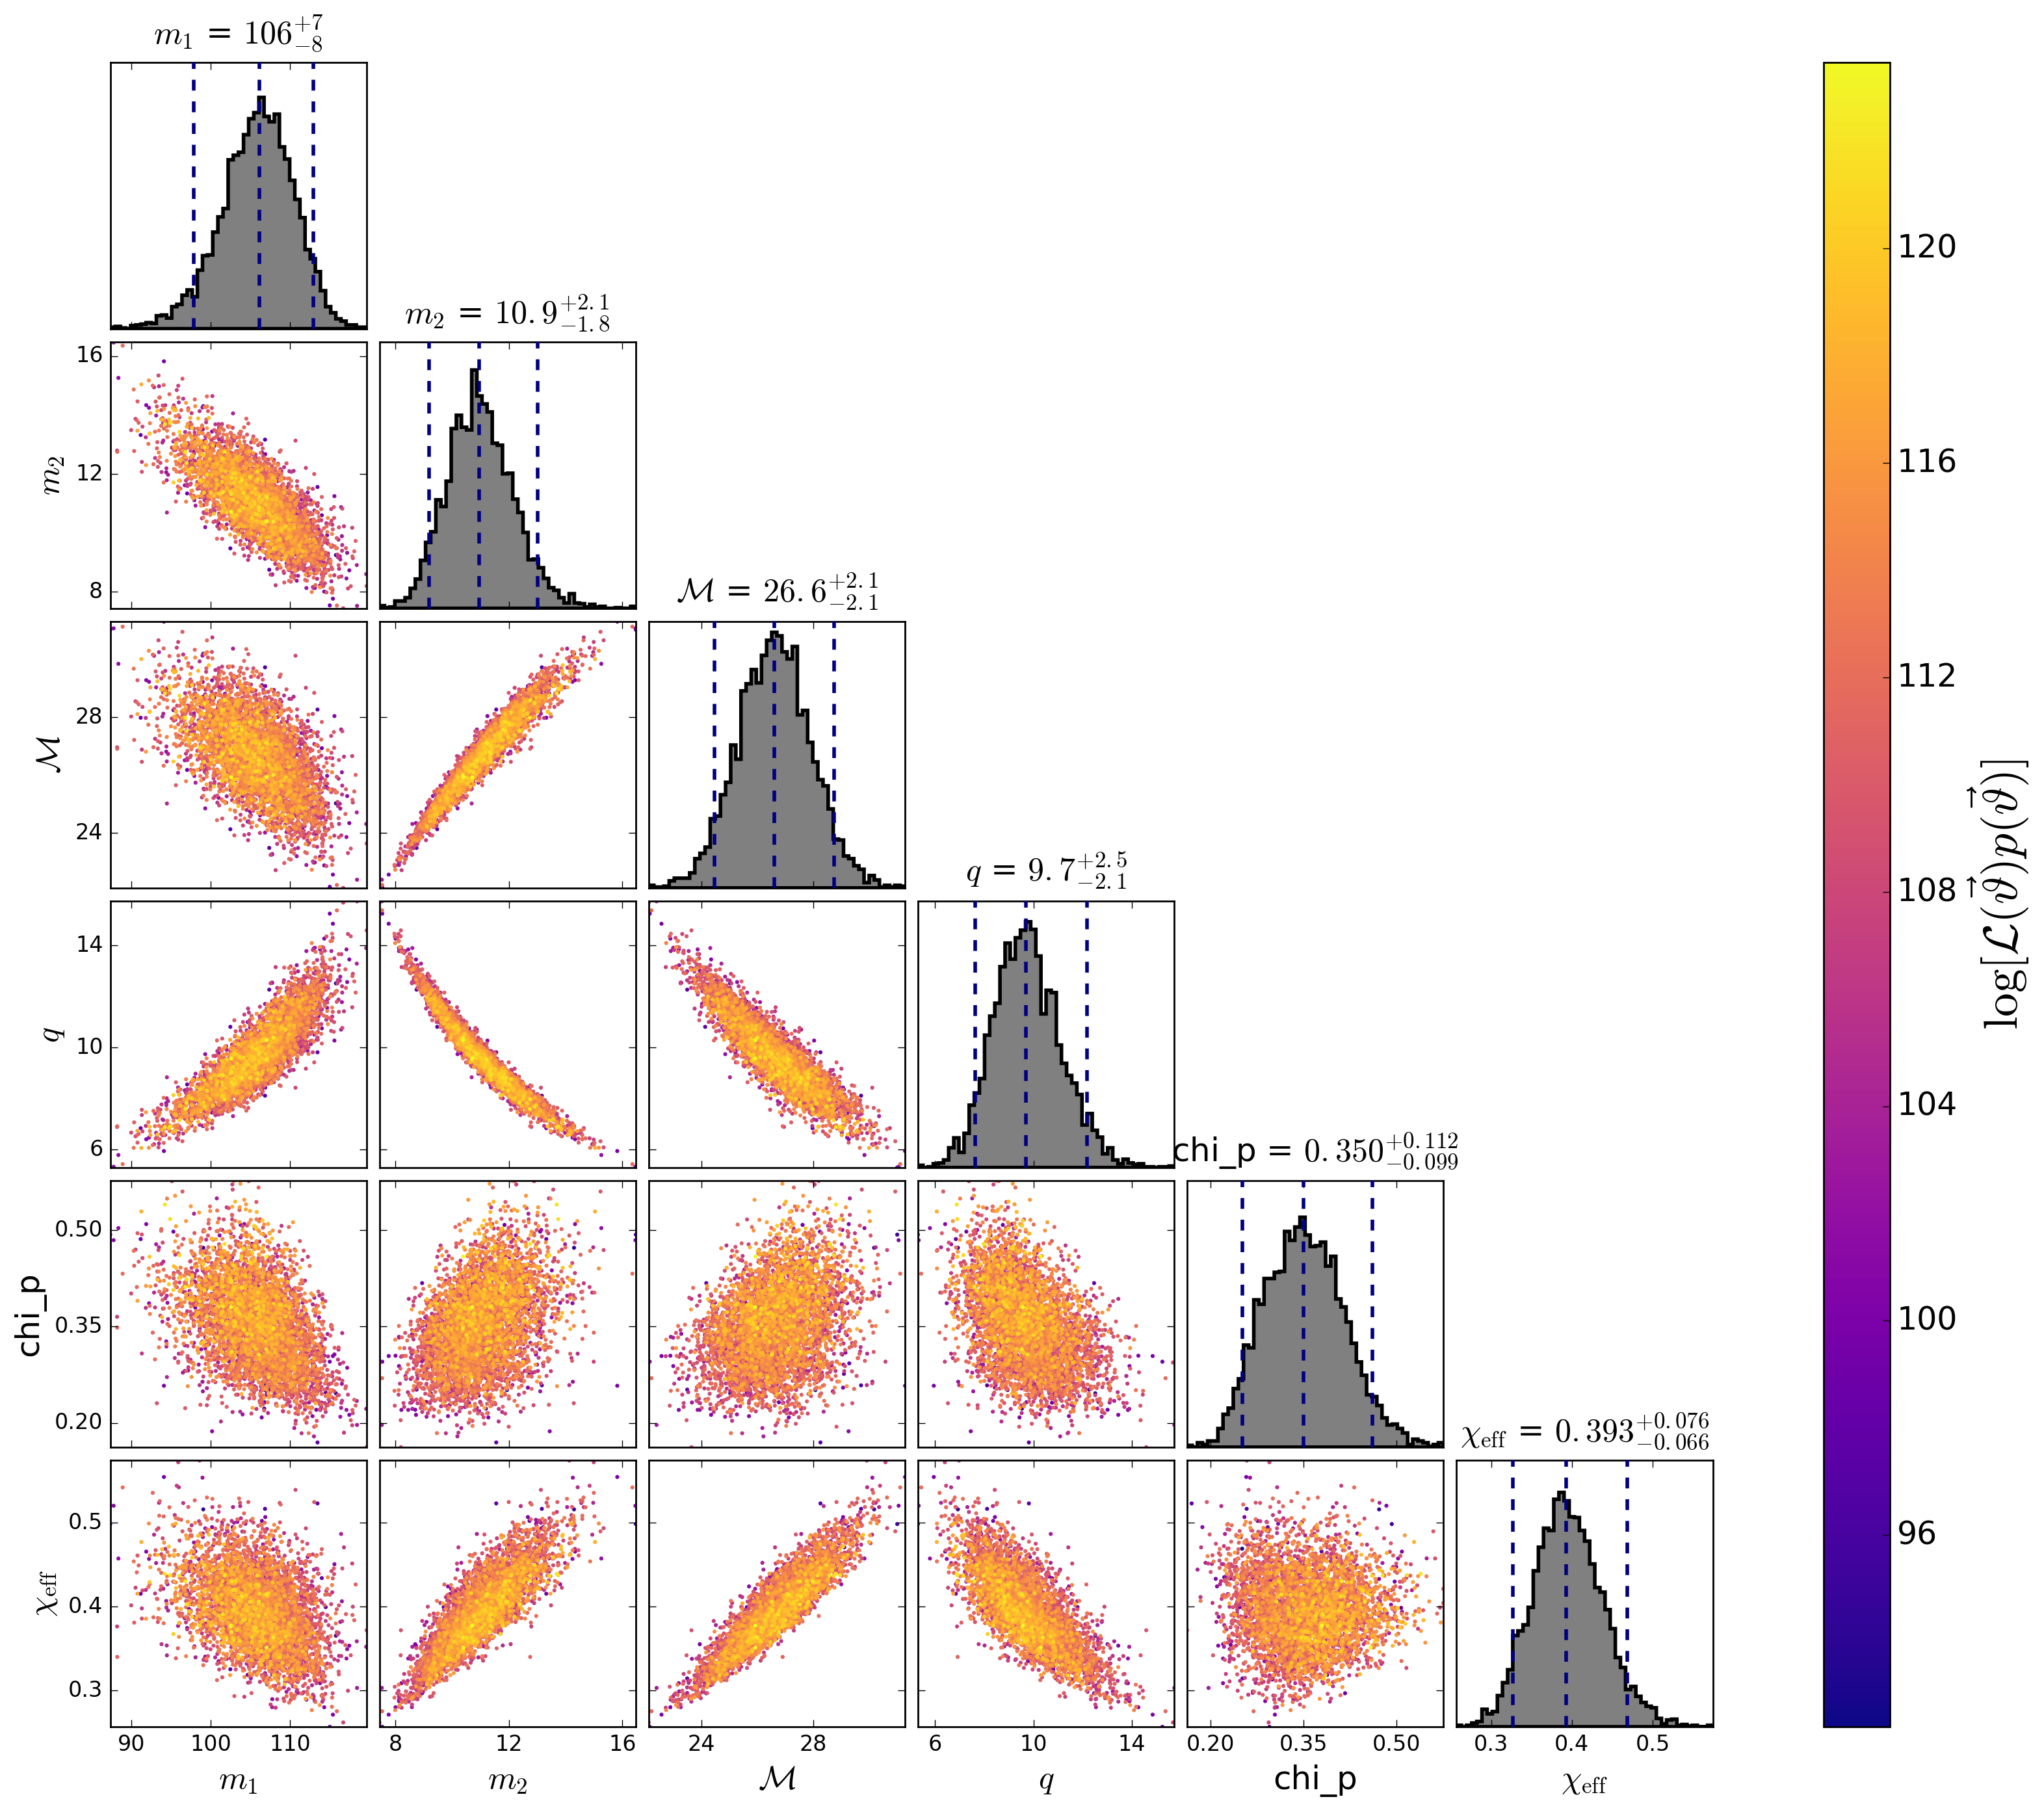 m₁ = 106⁺⁷₋₈
m₂ = 10.9⁺²·¹₋₁.₈
ℳ = 26.6⁺²·¹₋₂.₁
q = 9.7⁺²·⁵₋₂.₁
chi_p = 0.350⁺⁰·¹¹²₋₀.₀₉₉
χeff = 0.393⁺⁰·⁰⁷⁶₋₀.₀₆₆
16
12
8
m₂
28
24
ℳ
14
10
6
q
0.50
0.35
0.20
chi_p
0.5
0.4
0.3
χeff
90 100 110
8 12 16
24 28
6 10 14
0.20 0.35 0.50
0.3 0.4 0.5
m₁
m₂
ℳ
q
chi_p
χeff
120
116
112
108
104
100
96
log[ℒ(ϑ⃗)p(ϑ⃗)]